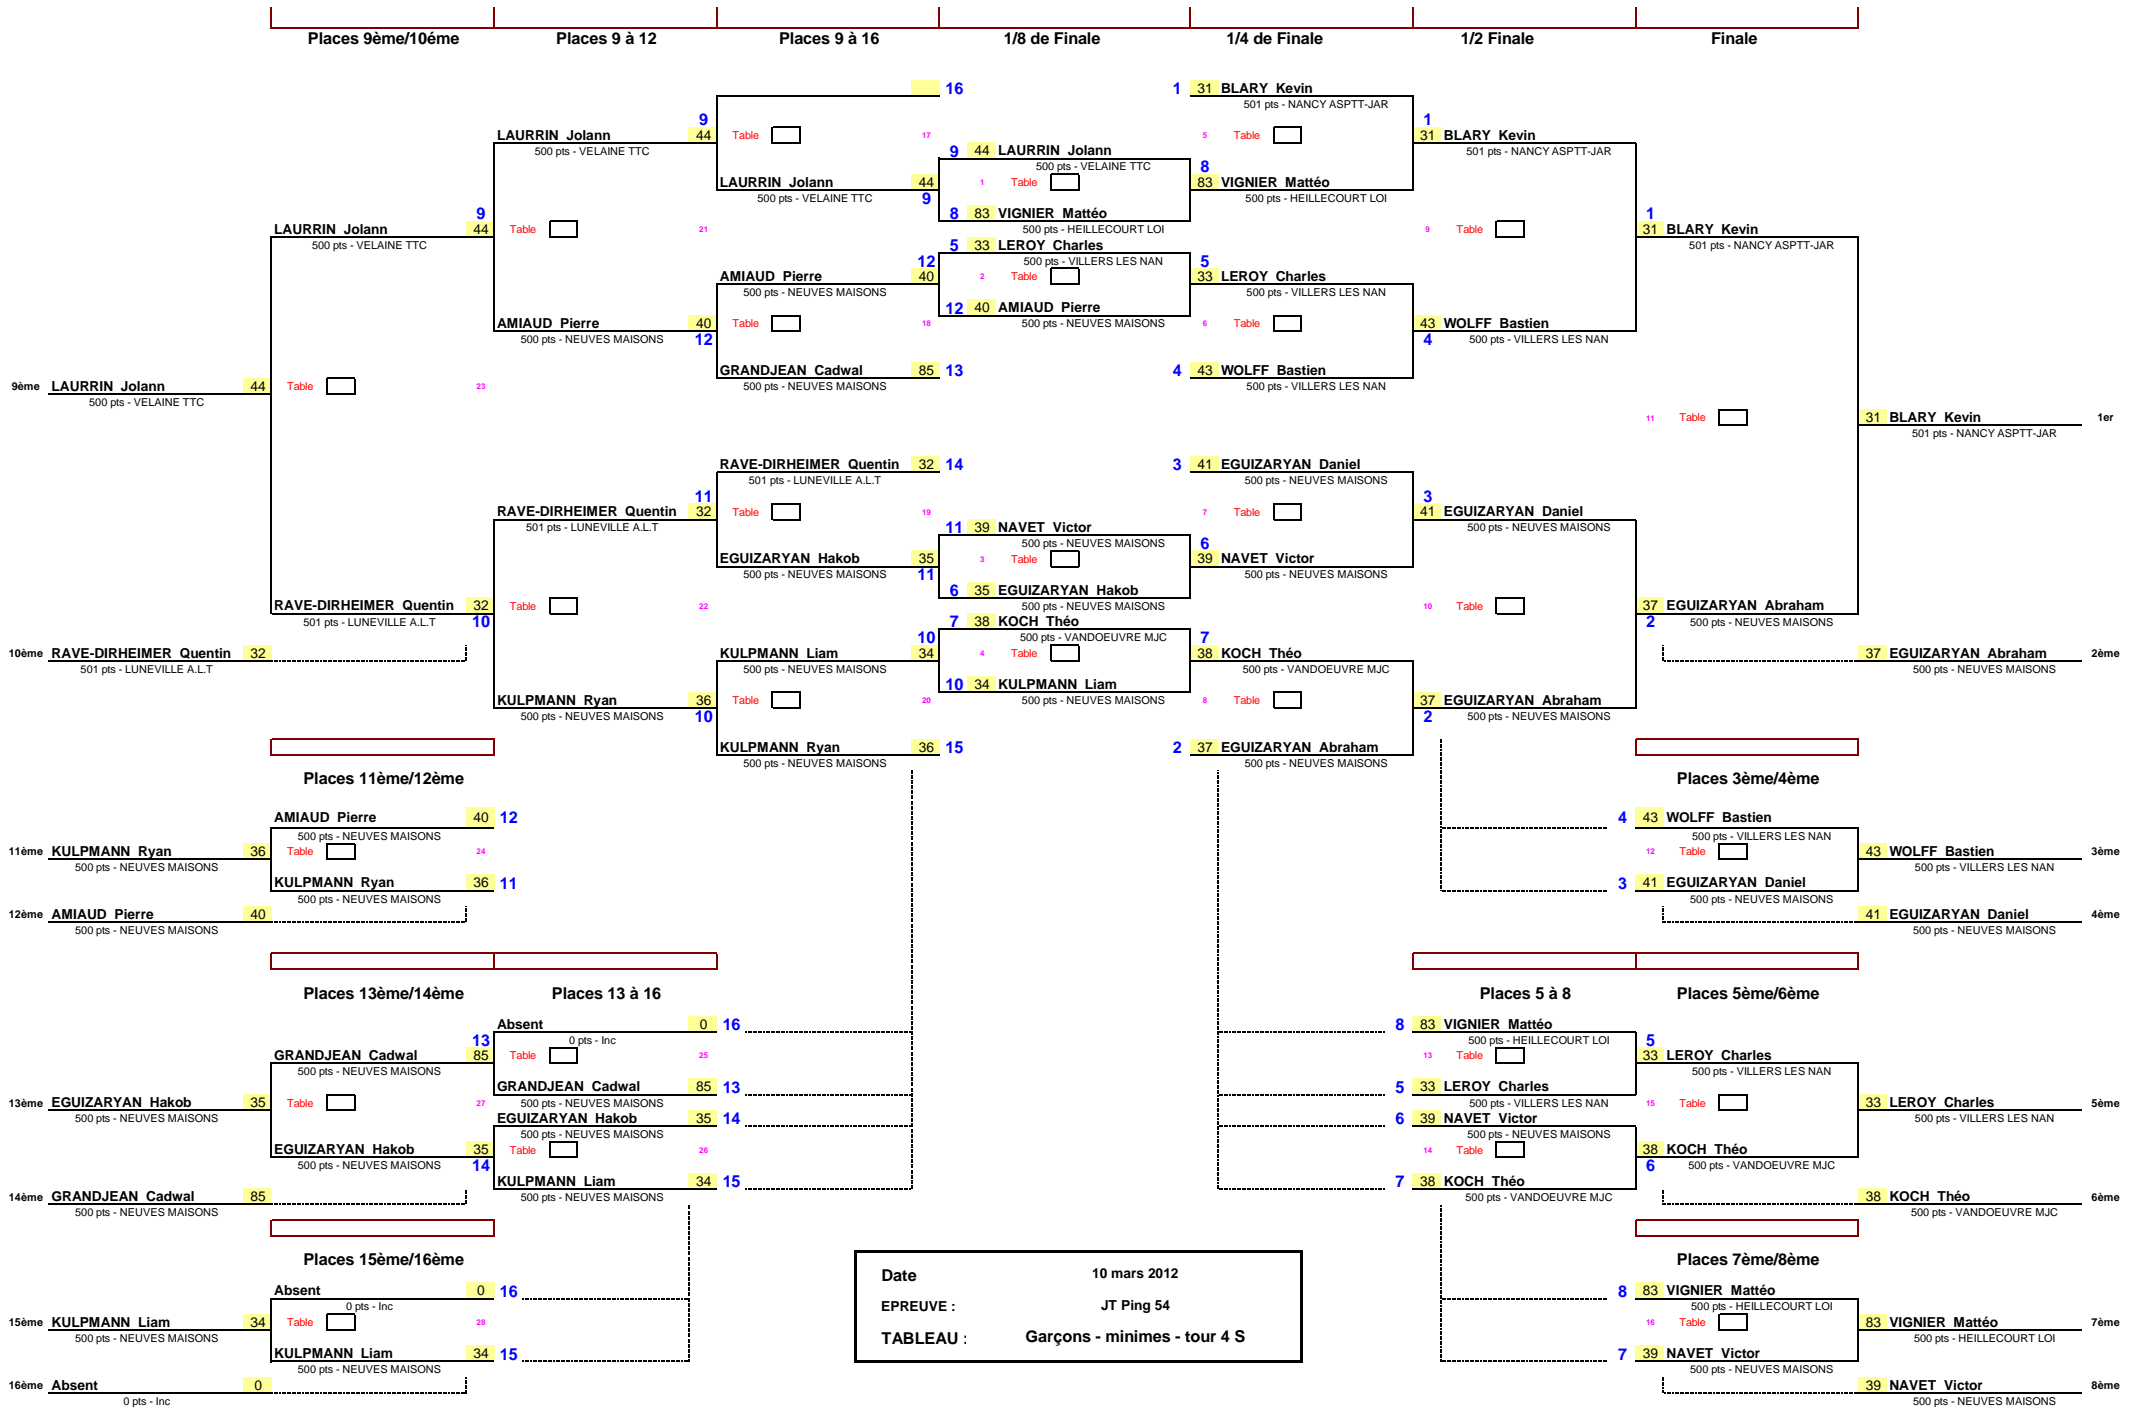 Places 9ème/10éme Places 9 à 12 Places 9 à 16 1/8 de Finale 1/4 de Finale 1/2 Finale Finale
16 1 31 BLARY Kevin
501 pts - NANCY ASPTT-JAR
9 1
LAURRIN Jolann 44 Table 17 5 Table 31 BLARY Kevin
500 pts - VELAINE TTC 9 44 LAURRIN Jolann 501 pts - NANCY ASPTT-JAR
500 pts - VELAINE TTC 8
LAURRIN Jolann 44 1 Table 83 VIGNIER Mattéo
500 pts - VELAINE TTC 9 500 pts - HEILLECOURT LOI
9 8 83 VIGNIER Mattéo 1
LAURRIN Jolann 44 Table 21 500 pts - HEILLECOURT LOI 9 Table 31 BLARY Kevin
500 pts - VELAINE TTC 5 33 LEROY Charles 501 pts - NANCY ASPTT-JAR
12 500 pts - VILLERS LES NAN 5
AMIAUD Pierre 40 2 Table 33 LEROY Charles
500 pts - NEUVES MAISONS 500 pts - VILLERS LES NAN
12 40 AMIAUD Pierre
AMIAUD Pierre 40 Table 18 500 pts - NEUVES MAISONS 6 Table 43 WOLFF Bastien
500 pts - NEUVES MAISONS 12 4 500 pts - VILLERS LES NAN
GRANDJEAN Cadwal 85 13 4 43 WOLFF Bastien
500 pts - NEUVES MAISONS 500 pts - VILLERS LES NAN
9ème LAURRIN Jolann 44 Table 23
500 pts - VELAINE TTC
11 Table 31 BLARY Kevin 1er
501 pts - NANCY ASPTT-JAR
RAVE-DIRHEIMER Quentin 32 14 3 41 EGUIZARYAN Daniel
501 pts - LUNEVILLE A.L.T 500 pts - NEUVES MAISONS
11 3
RAVE-DIRHEIMER Quentin 32 Table 19 7 Table 41 EGUIZARYAN Daniel
501 pts - LUNEVILLE A.L.T 11 39 NAVET Victor 500 pts - NEUVES MAISONS
500 pts - NEUVES MAISONS 6
EGUIZARYAN Hakob 35 3 Table 39 NAVET Victor
500 pts - NEUVES MAISONS 11 500 pts - NEUVES MAISONS
6 35 EGUIZARYAN Hakob
RAVE-DIRHEIMER Quentin 32 Table 22 500 pts - NEUVES MAISONS 10 Table 37 EGUIZARYAN Abraham
501 pts - LUNEVILLE A.L.T 10 7 38 KOCH Théo 2 500 pts - NEUVES MAISONS
10 500 pts - VANDOEUVRE MJC 7
10ème RAVE-DIRHEIMER Quentin 32 KULPMANN Liam 34 4 Table 38 KOCH Théo 37 EGUIZARYAN Abraham 2ème
501 pts - LUNEVILLE A.L.T 500 pts - NEUVES MAISONS 500 pts - VANDOEUVRE MJC 500 pts - NEUVES MAISONS
10 34 KULPMANN Liam
KULPMANN Ryan 36 Table 20 500 pts - NEUVES MAISONS 8 Table 37 EGUIZARYAN Abraham
500 pts - NEUVES MAISONS 10 2 500 pts - NEUVES MAISONS
KULPMANN Ryan 36 15 2 37 EGUIZARYAN Abraham
500 pts - NEUVES MAISONS 500 pts - NEUVES MAISONS
Places 11ème/12ème Places 3ème/4ème
AMIAUD Pierre 40 12 4 43 WOLFF Bastien
500 pts - NEUVES MAISONS 500 pts - VILLERS LES NAN
11ème KULPMANN Ryan 36 Table 24 12 Table 43 WOLFF Bastien 3ème
500 pts - NEUVES MAISONS 500 pts - VILLERS LES NAN
KULPMANN Ryan 36 11 3 41 EGUIZARYAN Daniel
500 pts - NEUVES MAISONS 500 pts - NEUVES MAISONS
12ème AMIAUD Pierre 40 41 EGUIZARYAN Daniel 4ème
500 pts - NEUVES MAISONS 500 pts - NEUVES MAISONS
Places 13ème/14ème Places 13 à 16 Places 5 à 8 Places 5ème/6ème
Absent 0 16 8 83 VIGNIER Mattéo
13 0 pts - Inc 500 pts - HEILLECOURT LOI 5
GRANDJEAN Cadwal 85 Table 25 13 Table 33 LEROY Charles
500 pts - NEUVES MAISONS 500 pts - VILLERS LES NAN
GRANDJEAN Cadwal 85 13 5 33 LEROY Charles
13ème EGUIZARYAN Hakob 35 Table 27 500 pts - NEUVES MAISONS 500 pts - VILLERS LES NAN 15 Table 33 LEROY Charles 5ème
500 pts - NEUVES MAISONS EGUIZARYAN Hakob 35 14 6 39 NAVET Victor 500 pts - VILLERS LES NAN
500 pts - NEUVES MAISONS 500 pts - NEUVES MAISONS
EGUIZARYAN Hakob 35 Table 26 14 Table 38 KOCH Théo
500 pts - NEUVES MAISONS 14 6 500 pts - VANDOEUVRE MJC
KULPMANN Liam 34 15 7 38 KOCH Théo
14ème GRANDJEAN Cadwal 85 500 pts - NEUVES MAISONS 500 pts - VANDOEUVRE MJC 38 KOCH Théo 6ème
500 pts - NEUVES MAISONS 500 pts - VANDOEUVRE MJC
Places 15ème/16ème Places 7ème/8ème
Date 10 mars 2012
Absent 0 16 8 83 VIGNIER Mattéo
0 pts - Inc EPREUVE : JT Ping 54 500 pts - HEILLECOURT LOI
15ème KULPMANN Liam 34 Table 28 16 Table 83 VIGNIER Mattéo 7ème
500 pts - NEUVES MAISONS TABLEAU : Garçons - minimes - tour 4 S 500 pts - HEILLECOURT LOI
KULPMANN Liam 34 15 7 39 NAVET Victor
500 pts - NEUVES MAISONS 500 pts - NEUVES MAISONS
16ème Absent 0 39 NAVET Victor 8ème
0 pts - Inc 500 pts - NEUVES MAISONS